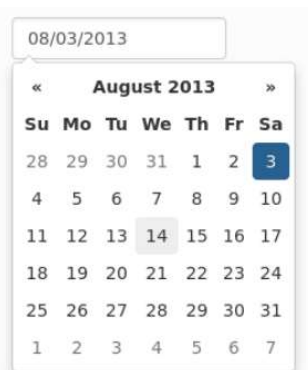 08/03/2013
« August 2013 »
Su Mo Tu We Th Fr Sa
28 29 30 31 1 2 3
4 5 6 7 8 9 10
11 12 13 14 15 16 17
18 19 20 21 22 23 24
25 26 27 28 29 30 31
1 2 3 4 5 6 7